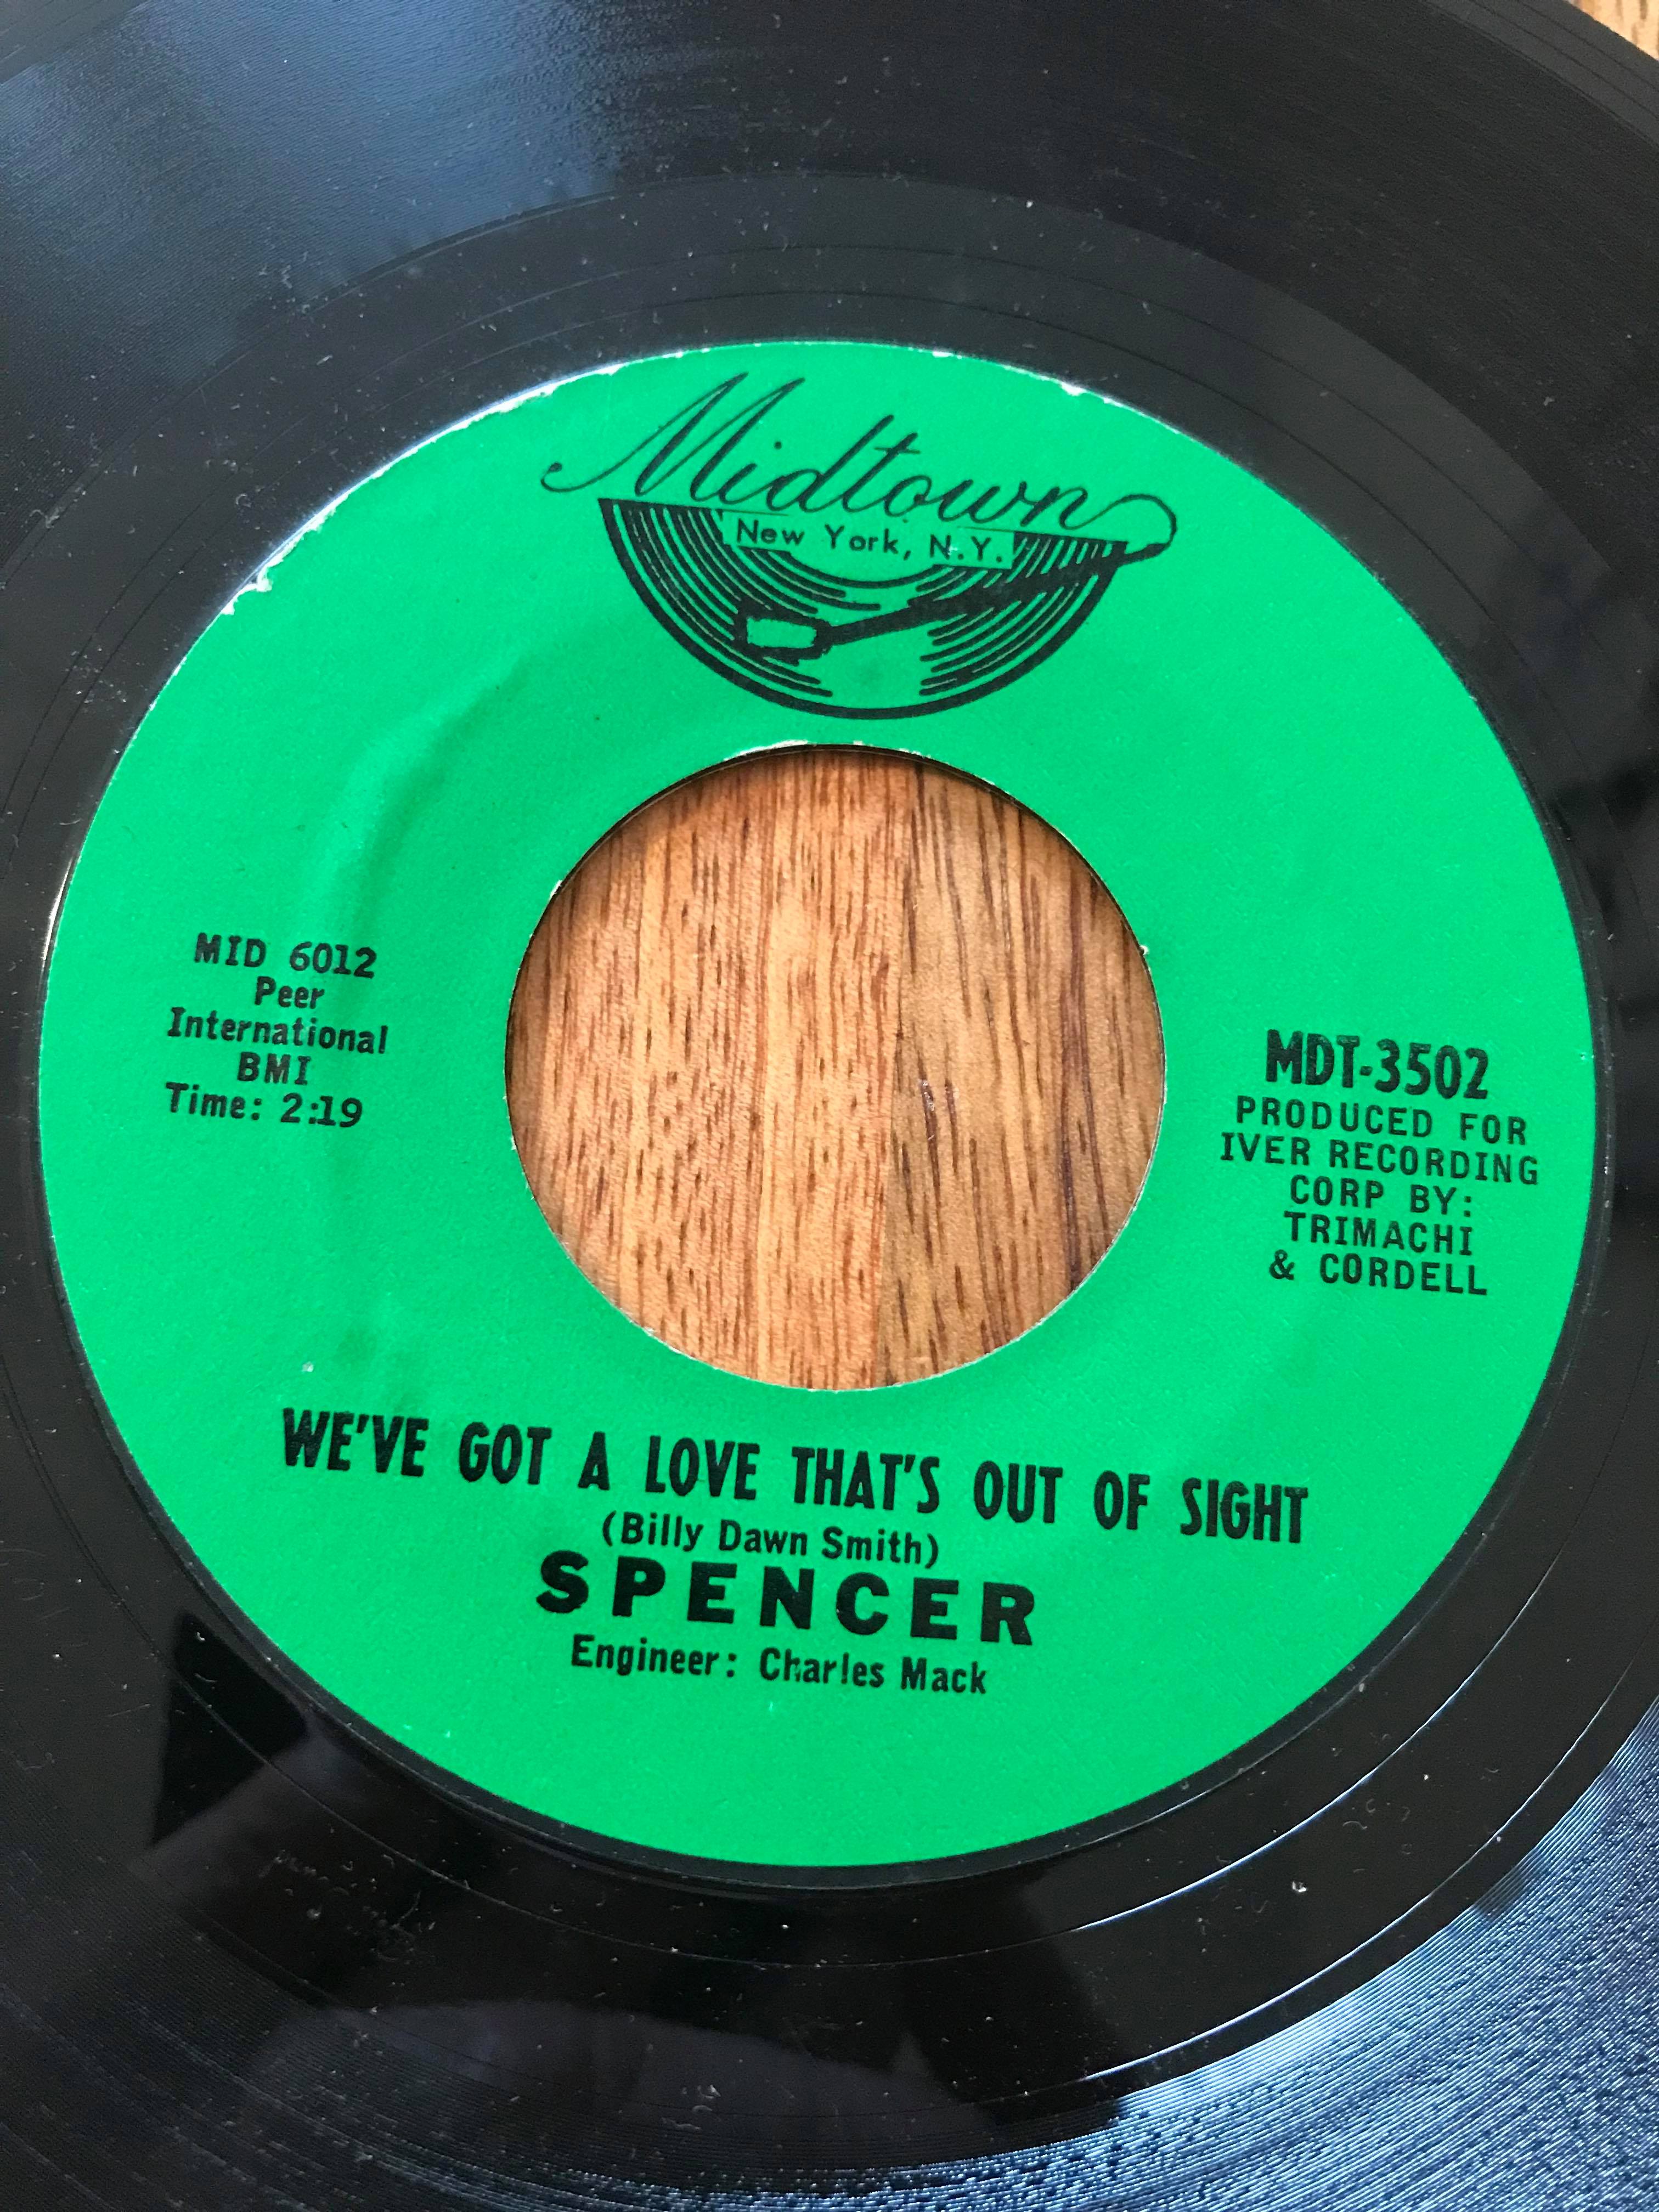 Midtown
New York, N.Y.
MID 6012
Peer
International
BMI
Time: 2:19
MDT-3502
PRODUCED FOR
IVER RECORDING
CORP BY:
TRIMACHI
& CORDELL
WE'VE GOT A LOVE THAT'S OUT OF SIGHT
(Billy Dawn Smith)
SPENCER
Engineer: Charles Mack